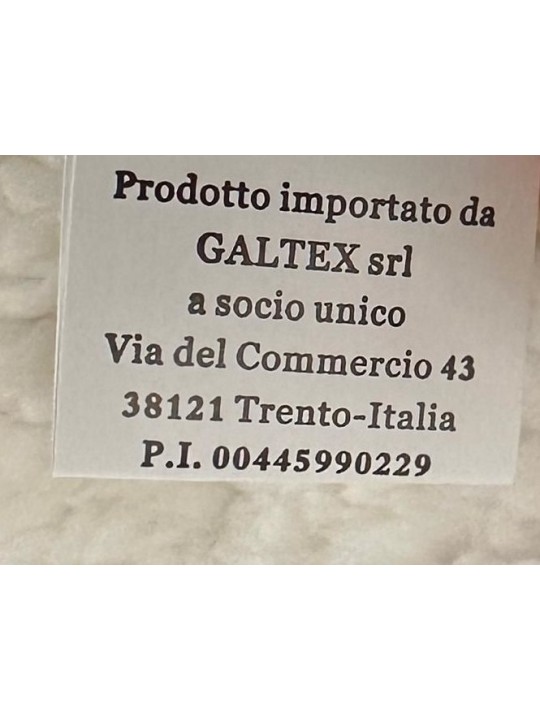 Prodotto importato da
GALTEX srl
a socio unico
Via del Commercio 43
38121 Trento-Italia
P.I. 00445990229